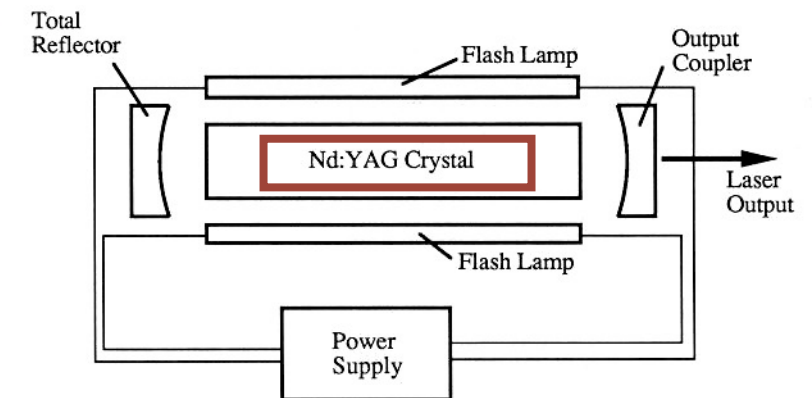 Total
Reflector
Flash Lamp
Output
Coupler
Nd:YAG Crystal
Laser
Output
Flash Lamp
Power
Supply